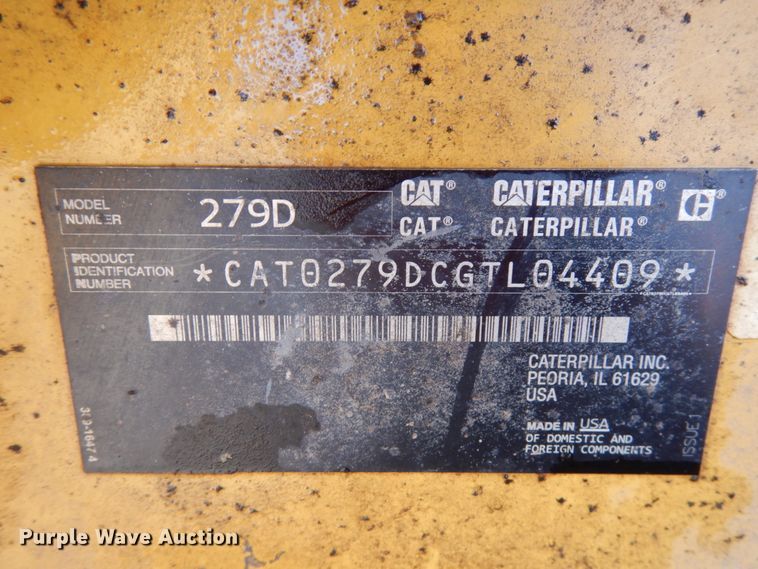 MODEL NUMBER 279D
CAT® CATERPILLAR®
CAT® CATERPILLAR®
PRODUCT IDENTIFICATION NUMBER
*CAT0279DCGTL04409*
CATERPILLAR INC.
PEORIA, IL 61629
USA
MADE IN USA
OF DOMESTIC AND
FOREIGN COMPONENTS
ISSUE 1
Purple Wave Auction